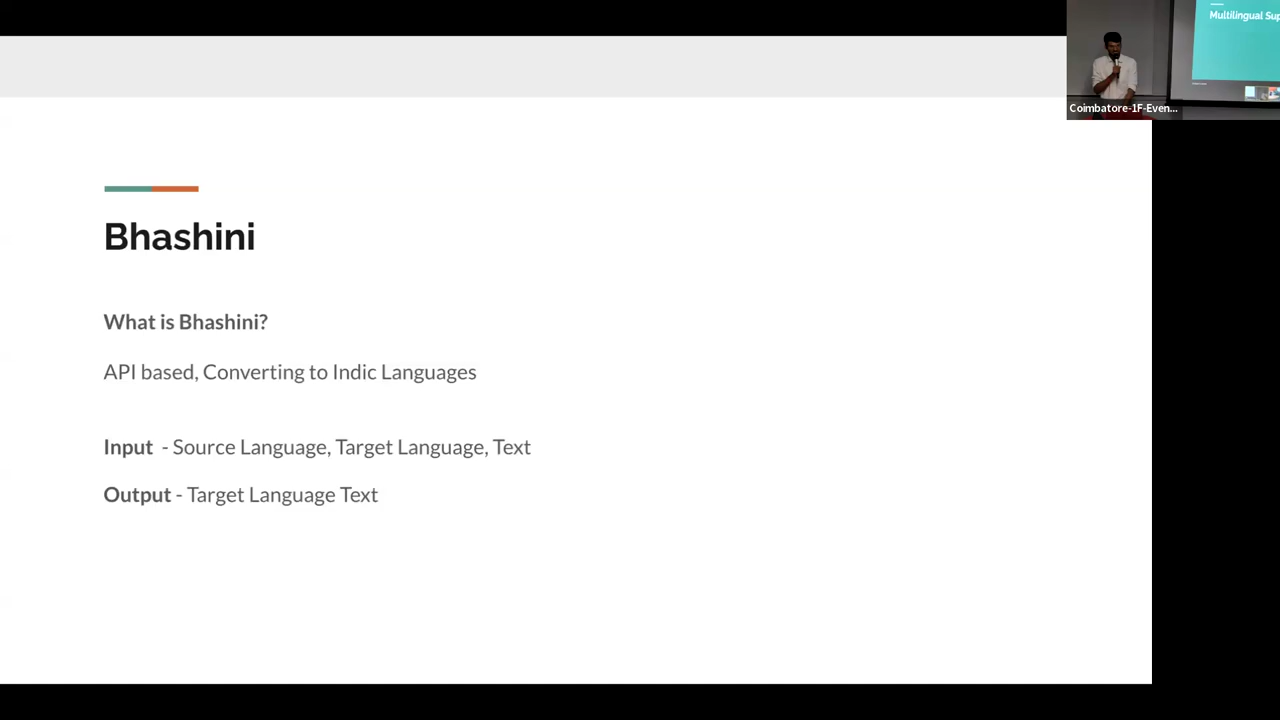 Multilingual
Coimbatore-1F-Even...
Bhashini
What is Bhashini?
API based, Converting to Indic Languages
Input - Source Language, Target Language, Text
Output - Target Language Text